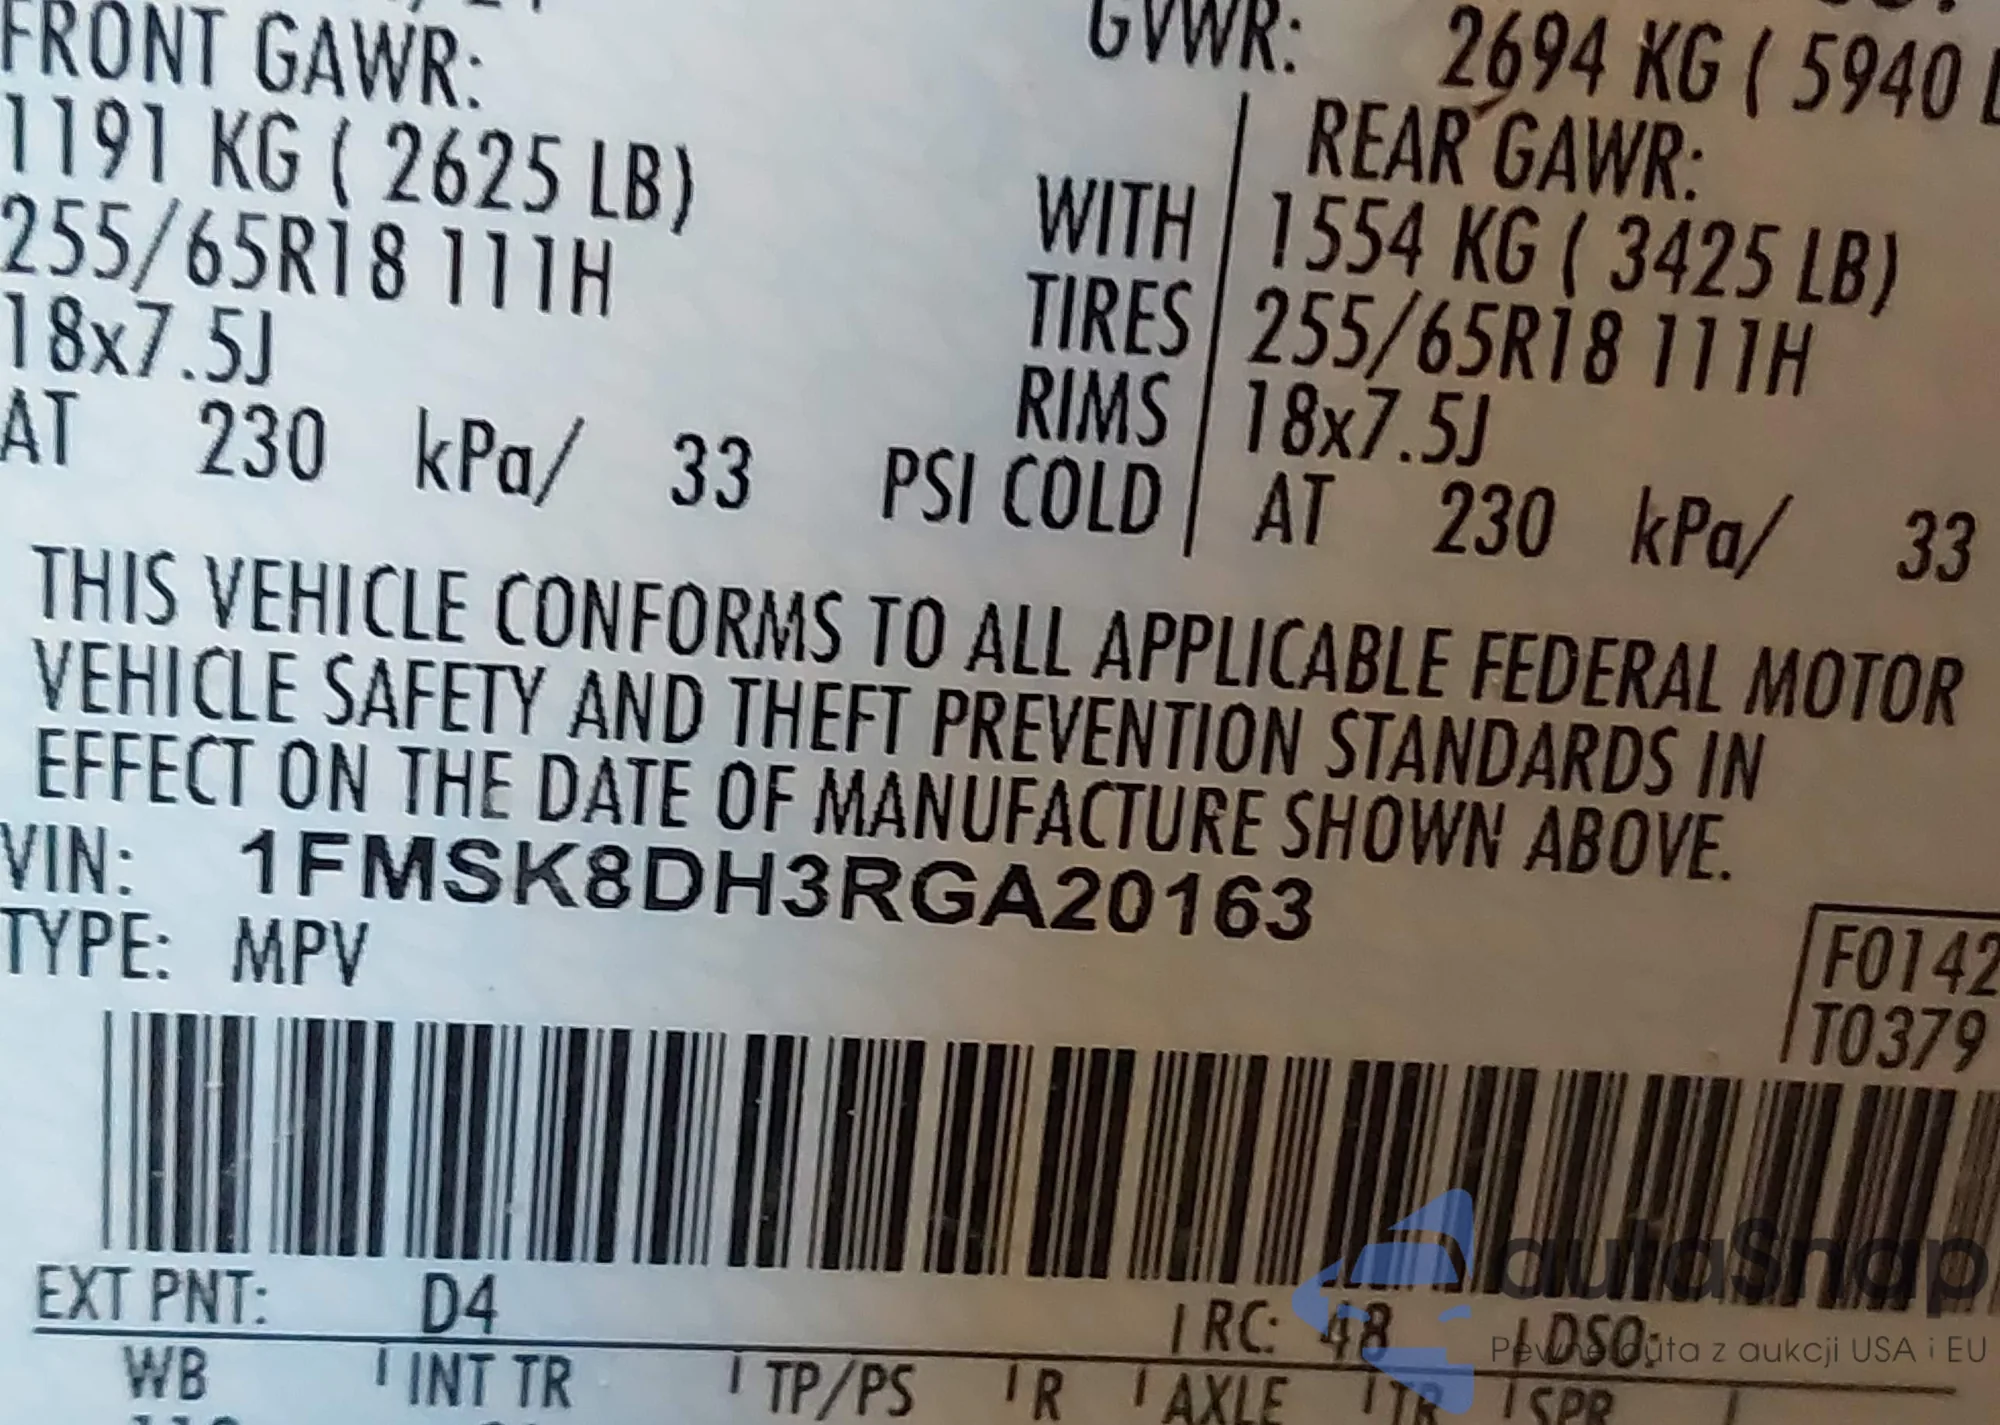 FRONT GAWR:
1191 KG ( 2625 LB)
255/65R18 111H
18x7.5J
AT 230 kPa/ 33 PSI COLD
WITH
TIRES
RIMS
GVWR: 2694 KG ( 5940 L
REAR GAWR:
1554 KG ( 3425 LB)
255/65R18 111H
18x7.5J
AT 230 kPa/ 33
THIS VEHICLE CONFORMS TO ALL APPLICABLE FEDERAL MOTOR
VEHICLE SAFETY AND THEFT PREVENTION STANDARDS IN
EFFECT ON THE DATE OF MANUFACTURE SHOWN ABOVE.
VIN: 1FMSK8DH3RGA20163
TYPE: MPV
F0142
T0379
EXT PNT: D4 RC: 48 DSO:
WB INT TR TP/PS R AXLE TR SPR
autaSnap
Pewne auta z aukcji USA i EU